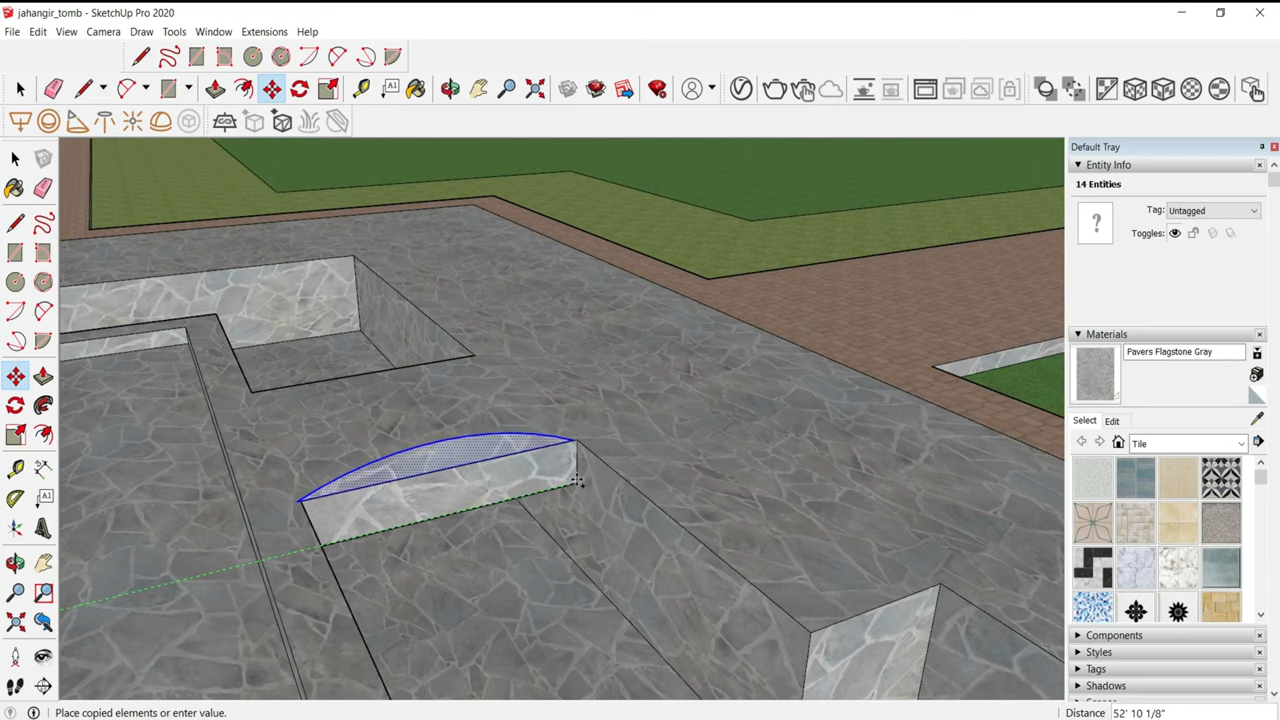 jahangir_tomb - SketchUp Pro 2020
File Edit View Camera Draw Tools Window Extensions Help
A1
Default Tray
Entity Info
14 Entities
Tag: Untagged
?
Toggles:
Materials
Pavers Flagstone Gray
Select Edit
Tile
A1
Components
Styles
Tags
Shadows
Place copied elements or enter value.
Distance 52' 10 1/8"